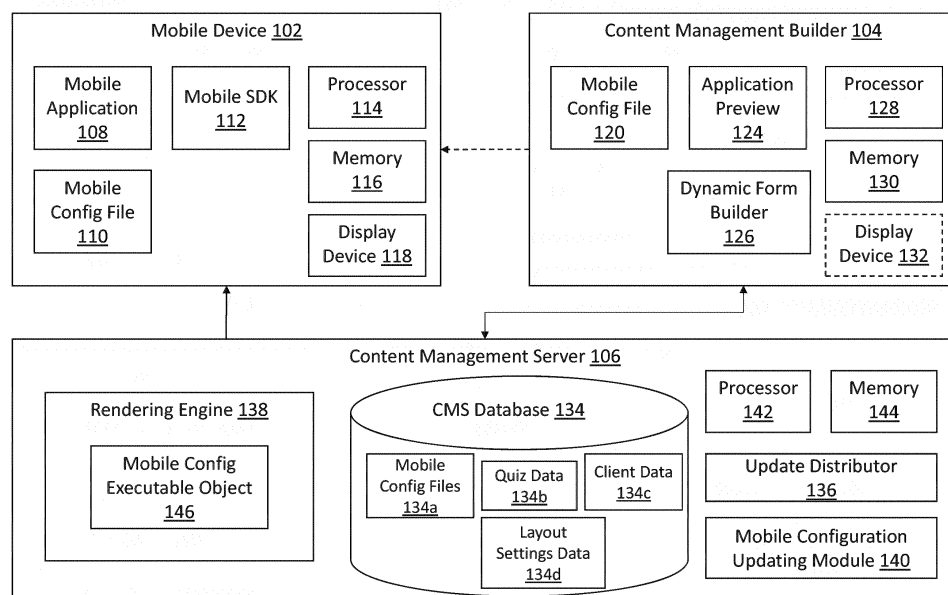 Mobile Device 102
Mobile
Application
108
Mobile SDK
112
Processor
114
Mobile
Config File
110
Memory
116
Display
Device 118
Content Management Builder 104
Mobile
Config File
120
Application
Preview
124
Processor
128
Dynamic Form
Builder
126
Memory
130
Display
Device 132
Content Management Server 106
Rendering Engine 138
Mobile Config
Executable Object
146
CMS Database 134
Mobile
Config Files
134a
Quiz Data
134b
Client Data
134c
Layout
Settings Data
134d
Processor
142
Memory
144
Update Distributor
136
Mobile Configuration
Updating Module 140